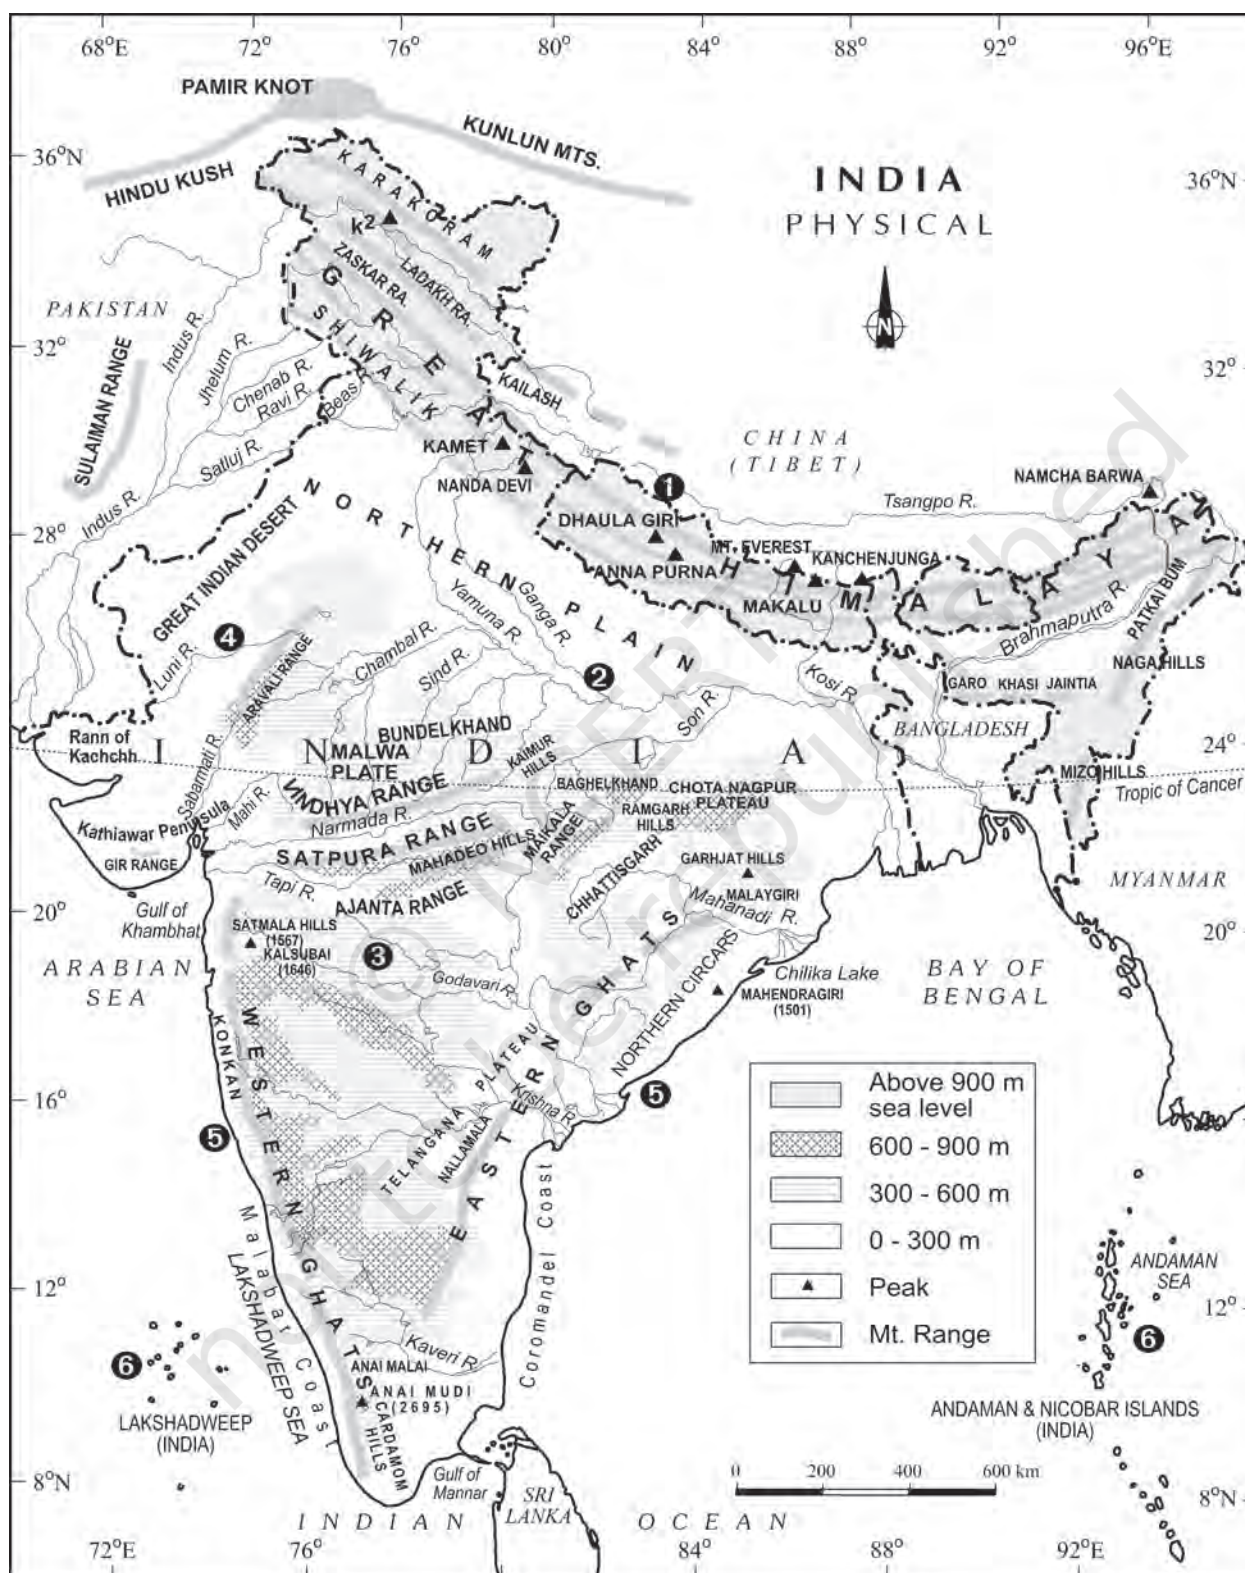 68°E 72° 76° 80° 84° 88° 92° 96°E
PAMIR KNOT
KUNLUN MTS.
HINDU KUSH
36°N
36°N
INDIA
PHYSICAL
N
KARAKORAM
k²
LADAKH RA.
ZASKAR RA.
GREAT HIMALAYA
SHIWALIK
PAKISTAN
Indus R.
Jhelum R.
Chenab R.
Ravi R.
Beas R.
Satluj R.
32°
32°
SULAIMAN RANGE
KAILASH
KAMET
NANDA DEVI
CHINA
(TIBET)
NAMCHA BARWA
Tsangpo R.
1
Indus R.
28°
28°
GREAT INDIAN DESERT
NORTHERN PLAIN
DHAULA GIRI
ANNA PURNA
MT. EVEREST
KANCHENJUNGA
MAKALU
Brahmaputra R.
PATKAI BUM
NAGA HILLS
4
Luni R.
ARAVALI RANGE
Chambal R.
Sind R.
Yamuna R.
Ganga R.
2
Kosi R.
Son R.
GARO KHASI JAINTIA
BANGLADESH
MIZO HILLS
Rann of
Kachchh
INDIA
BUNDELKHAND
MALWA
PLATE
KAIMUR
HILLS
24°
Tropic of Cancer
Sabarmati R.
Mahi R.
VINDHYA RANGE
Narmada R.
BAGHELKHAND
CHOTA NAGPUR
PLATEAU
RAMGARH
HILLS
Kathiawar Peninsula
GIR RANGE
SATPURA RANGE
MAHADEO HILLS
MAIKALA
RANGE
CHHATTISGARH
GARHJAT HILLS
MALAYGIRI
Mahanadi R.
MYANMAR
Tapi R.
AJANTA RANGE
20°
20°
Gulf of
Khambhat
SATMALA HILLS
(1567)
KALSUBAI
(1646)
3
Godavari R.
Chilika Lake
MAHENDRAGIRI
(1501)
NORTHERN CIRCARS
EASTERN GHATS
ARABIAN
SEA
BAY OF
BENGAL
KONKAN
WESTERN GHATS
TELANGANA PLATEAU
Krishna R.
NALLAMALA
16°
16°
5
5
Above 900 m
sea level
600 - 900 m
300 - 600 m
0 - 300 m
Peak
Mt. Range
Malabar Coast
LAKSHADWEEP SEA
Coromandel Coast
12°
12°
ANDAMAN
SEA
6
6
Kaveri R.
ANAI MALAI
ANAI MUDI
(2695)
CARDAMOM
HILLS
LAKSHADWEEP
(INDIA)
ANDAMAN & NICOBAR ISLANDS
(INDIA)
8°N
8°N
Gulf of
Mannar
SRI
LANKA
0 200 400 600 km
INDIAN OCEAN
72°E 76° 84° 88° 92°E
© NCERT
not to be republished